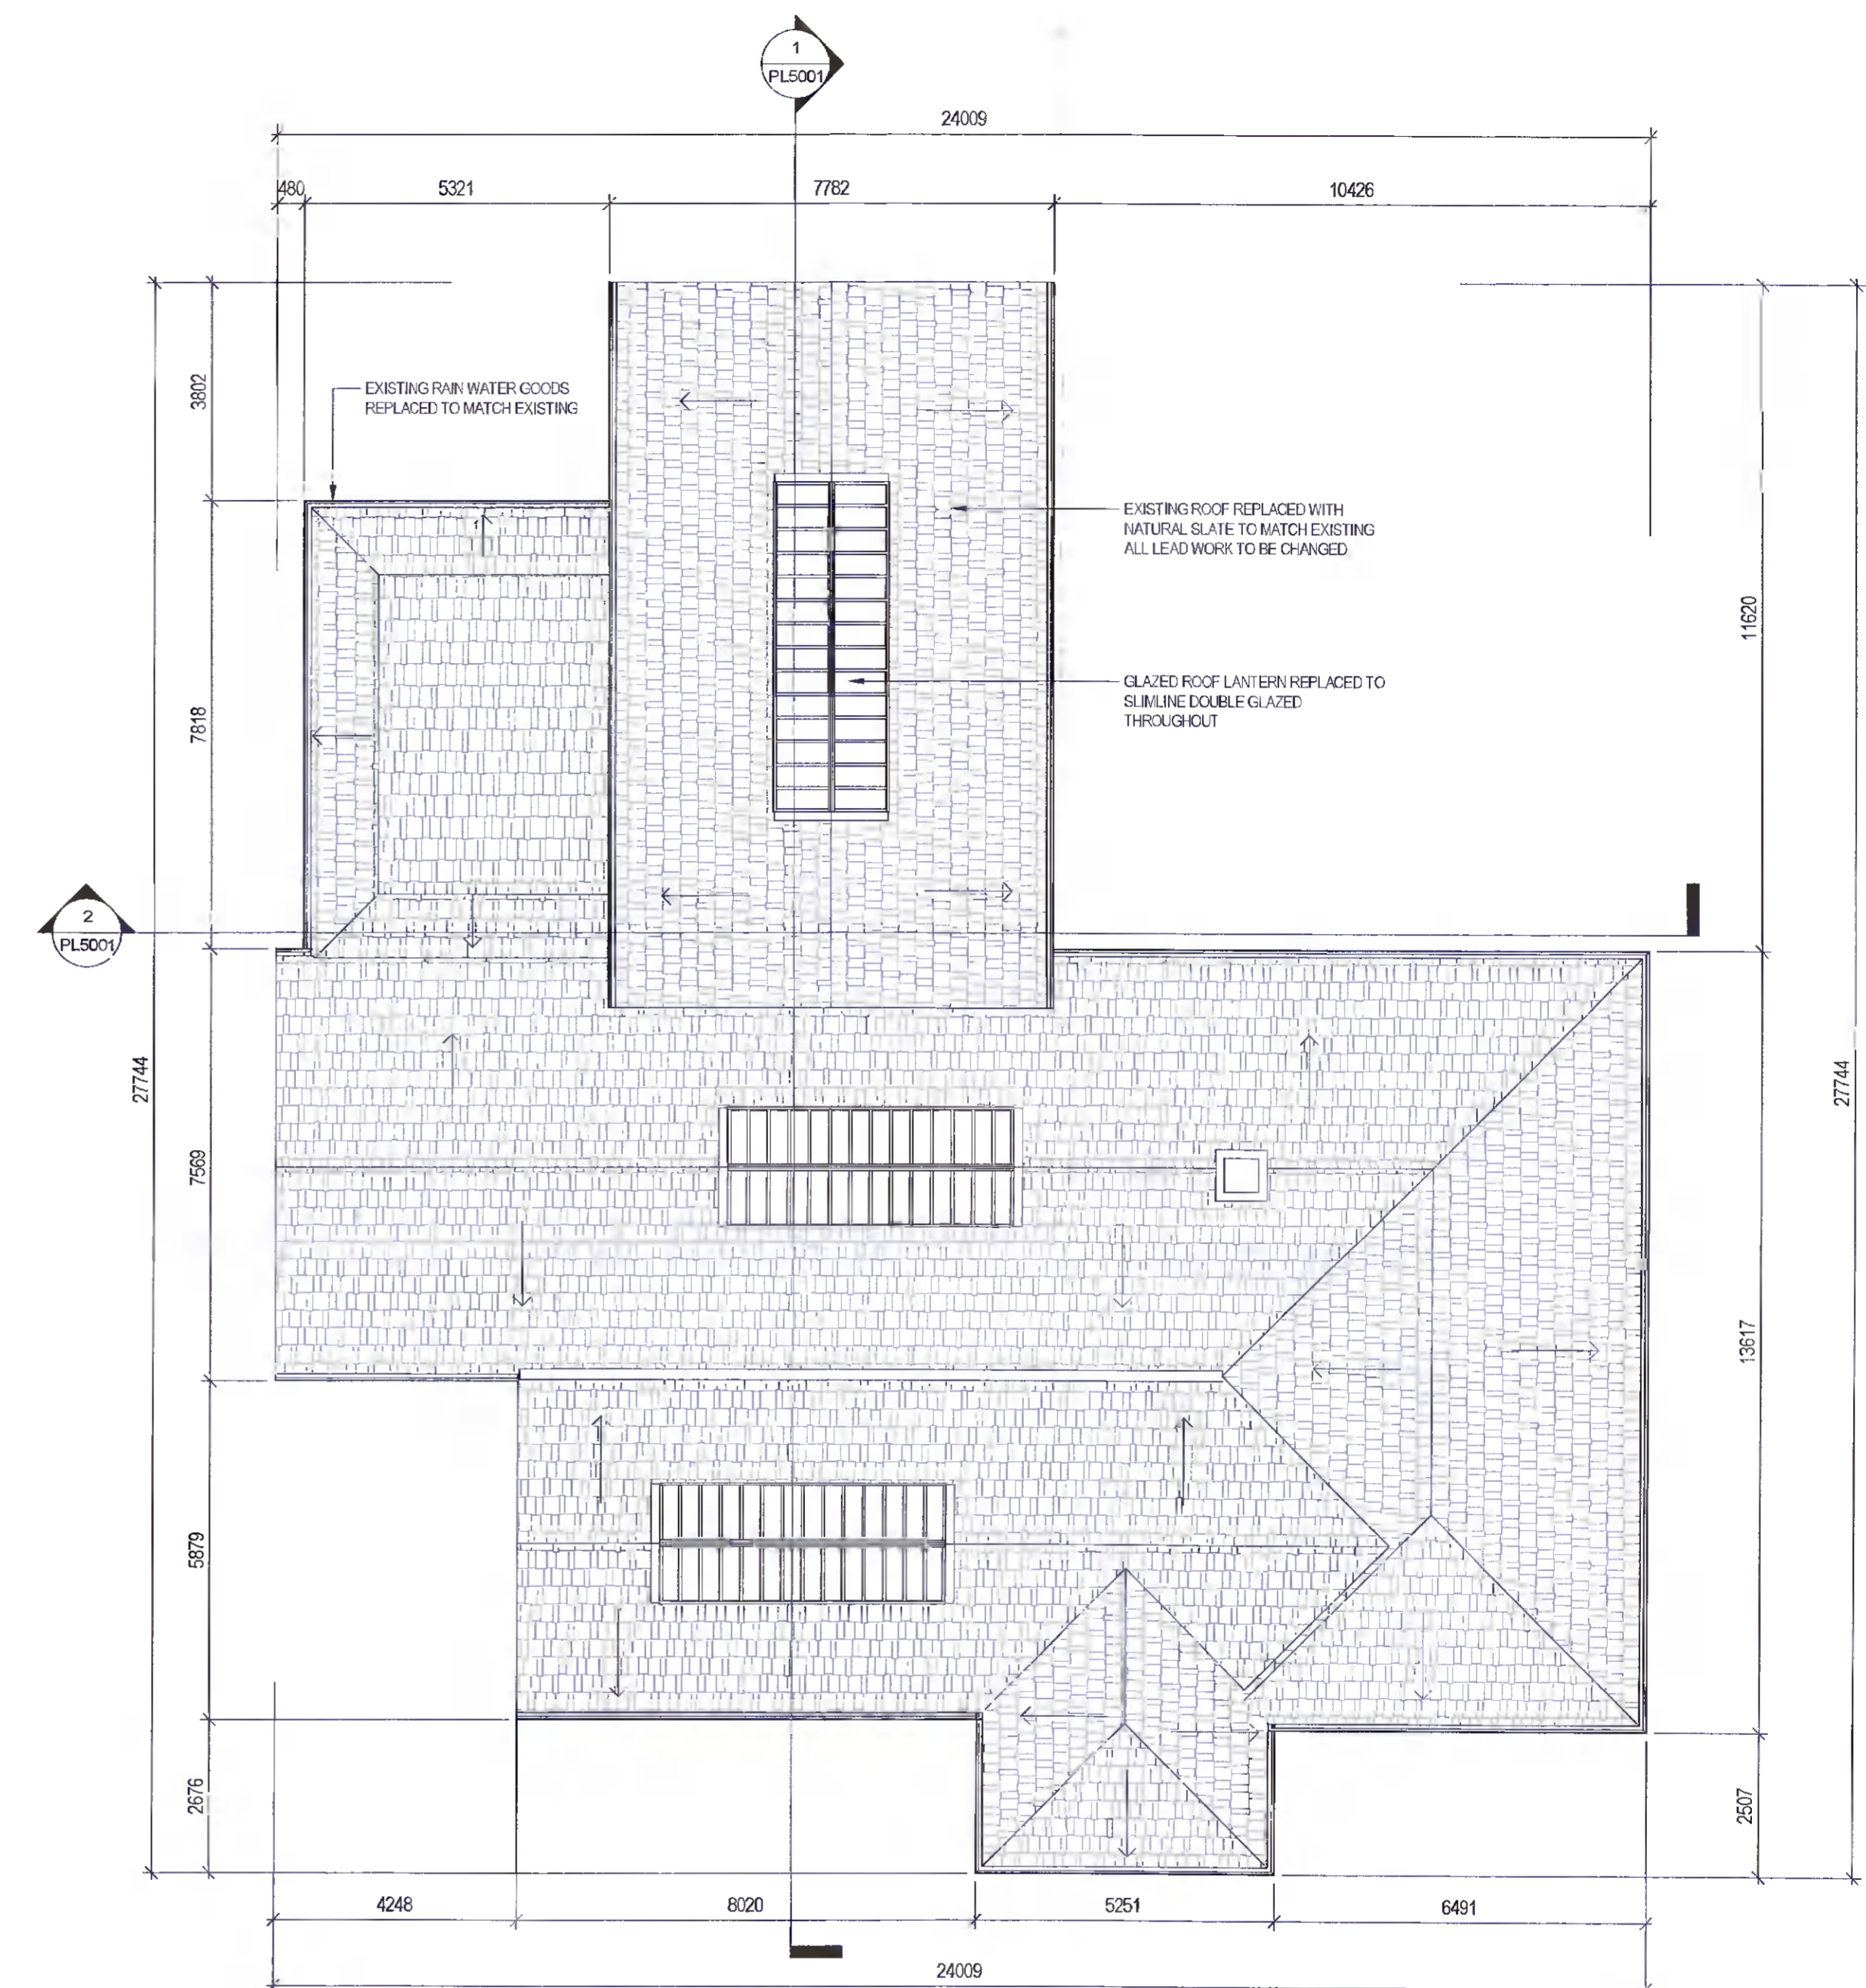 1
PL5001
24009
480
5321
7782
10426
3802
EXISTING RAIN WATER GOODS
REPLACED TO MATCH EXISTING
EXISTING ROOF REPLACED WITH
NATURAL SLATE TO MATCH EXISTING
ALL LEAD WORK TO BE CHANGED
11620
GLAZED ROOF LANTERN REPLACED TO
SLIMLINE DOUBLE GLAZED
THROUGHOUT
7818
2
PL5001
27744
27744
7569
13617
5879
2676
2507
4248
8020
5251
6491
24009